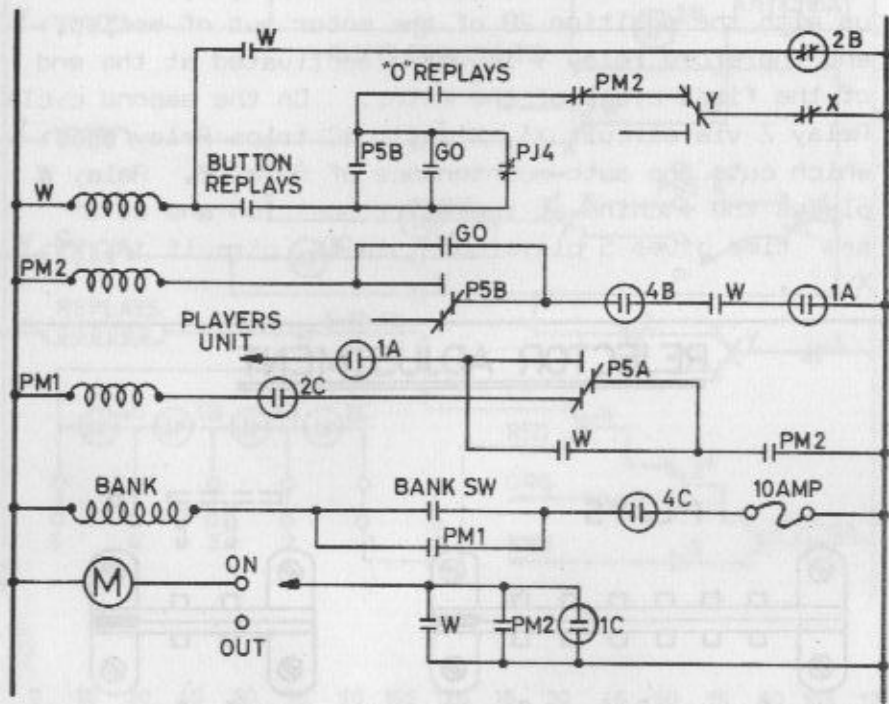 W
2B
"O" REPLAYS
PM2
Y
X
P5B
GO
PJ4
BUTTON
REPLAYS
W
GO
PM2
P5B
4B
W
1A
PLAYERS
UNIT
1A
P5A
PM1
2C
W
PM2
BANK
BANK SW
4C
10AMP
PM1
M
ON
OUT
W
PM2
1C